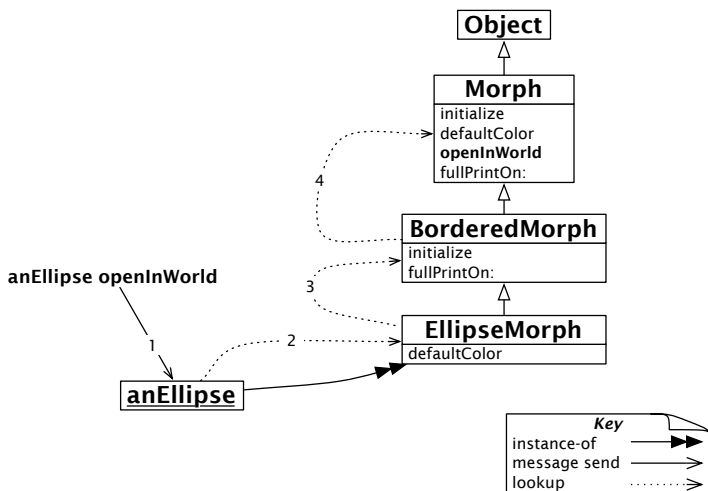 Object
Morph
initialize
defaultColor
openInWorld
fullPrintOn:
4
BorderedMorph
initialize
fullPrintOn:
anEllipse openInWorld
3
EllipseMorph
defaultColor
1
2
anEllipse
Key
instance-of
message send
lookup